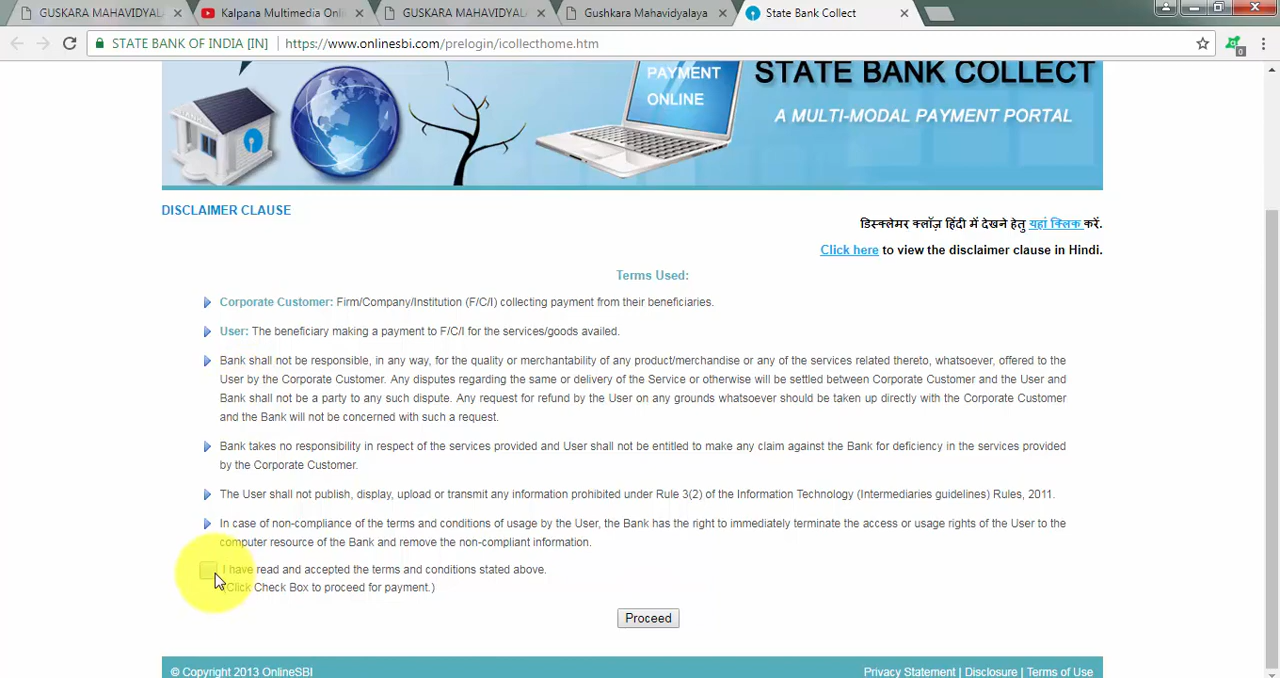 GUSKARA MAHAVIDYAL
Kalpana Multimedia Onli
GUSKARA MAHAVIDYAL
Gushkara Mahavidyalaya
State Bank Collect
STATE BANK OF INDIA [IN]
https://www.onlinesbi.com/prelogin/icollecthome.htm
0
PAYMENT
ONLINE
STATE BANK COLLECT
A MULTI-MODAL PAYMENT PORTAL
DISCLAIMER CLAUSE
डिस्क्लेमर क्लॉज़ हिंदी में देखने हेतु यहां क्लिक करें.
Click here to view the disclaimer clause in Hindi.
Terms Used:
Corporate Customer: Firm/Company/Institution (F/C/I) collecting payment from their beneficiaries.
User: The beneficiary making a payment to F/C/I for the services/goods availed.
Bank shall not be responsible, in any way, for the quality or merchantability of any product/merchandise or any of the services related thereto, whatsoever, offered to the
User by the Corporate Customer. Any disputes regarding the same or delivery of the Service or otherwise will be settled between Corporate Customer and the User and
Bank shall not be a party to any such dispute. Any request for refund by the User on any grounds whatsoever should be taken up directly with the Corporate Customer
and the Bank will not be concerned with such a request.
Bank takes no responsibility in respect of the services provided and User shall not be entitled to make any claim against the Bank for deficiency in the services provided
by the Corporate Customer.
The User shall not publish, display, upload or transmit any information prohibited under Rule 3(2) of the Information Technology (Intermediaries guidelines) Rules, 2011.
In case of non-compliance of the terms and conditions of usage by the User, the Bank has the right to immediately terminate the access or usage rights of the User to the
computer resource of the Bank and remove the non-compliant information.
I have read and accepted the terms and conditions stated above.
(Click Check Box to proceed for payment.)
Proceed
© Copyright 2013 OnlineSBI
Privacy Statement | Disclosure | Terms of Use